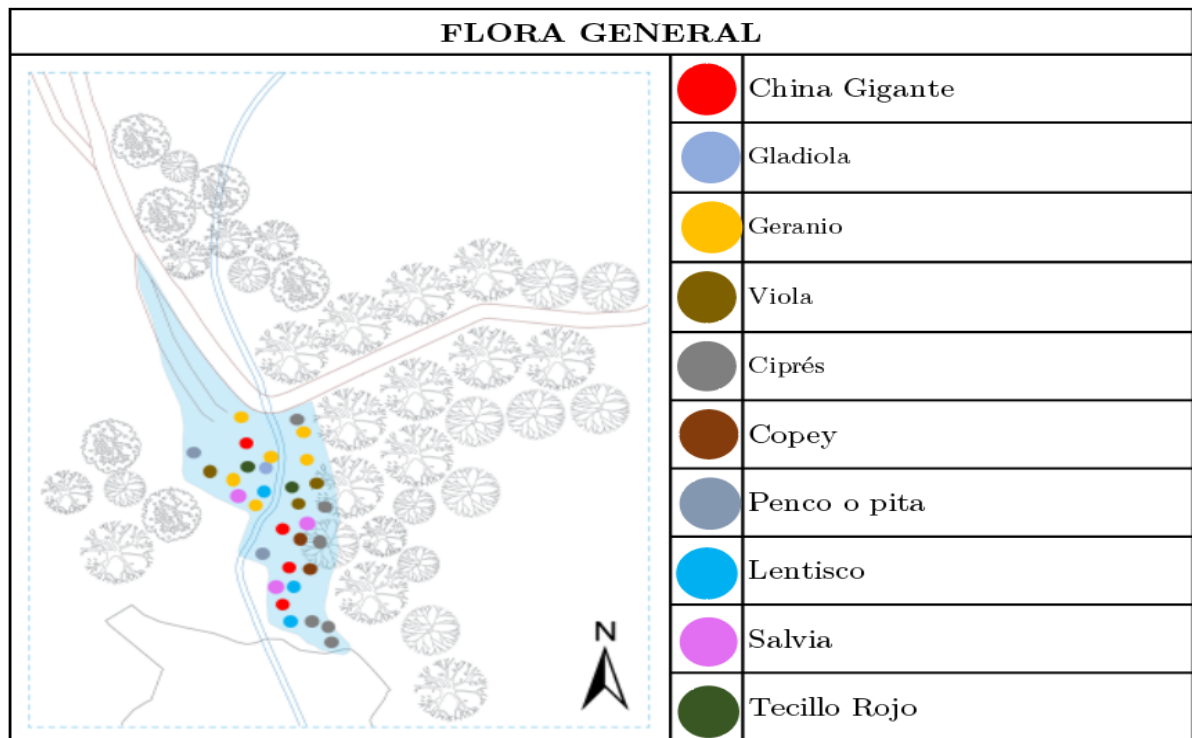 FLORA GENERAL
China Gigante
Gladiola
Geranio
Viola
Ciprés
Copey
Penco o pita
Lentisco
N
Salvia
Tecillo Rojo